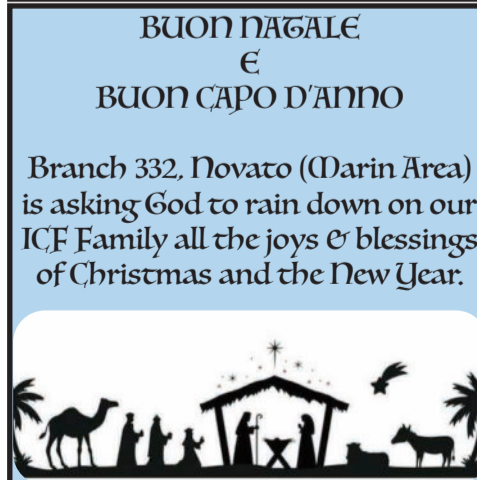 BUON NATALE
E
BUON CAPO D'ANNO
Branch 332, Novato (Marin Area)
is asking God to rain down on our
ICF Family all the joys & blessings
of Christmas and the New Year.